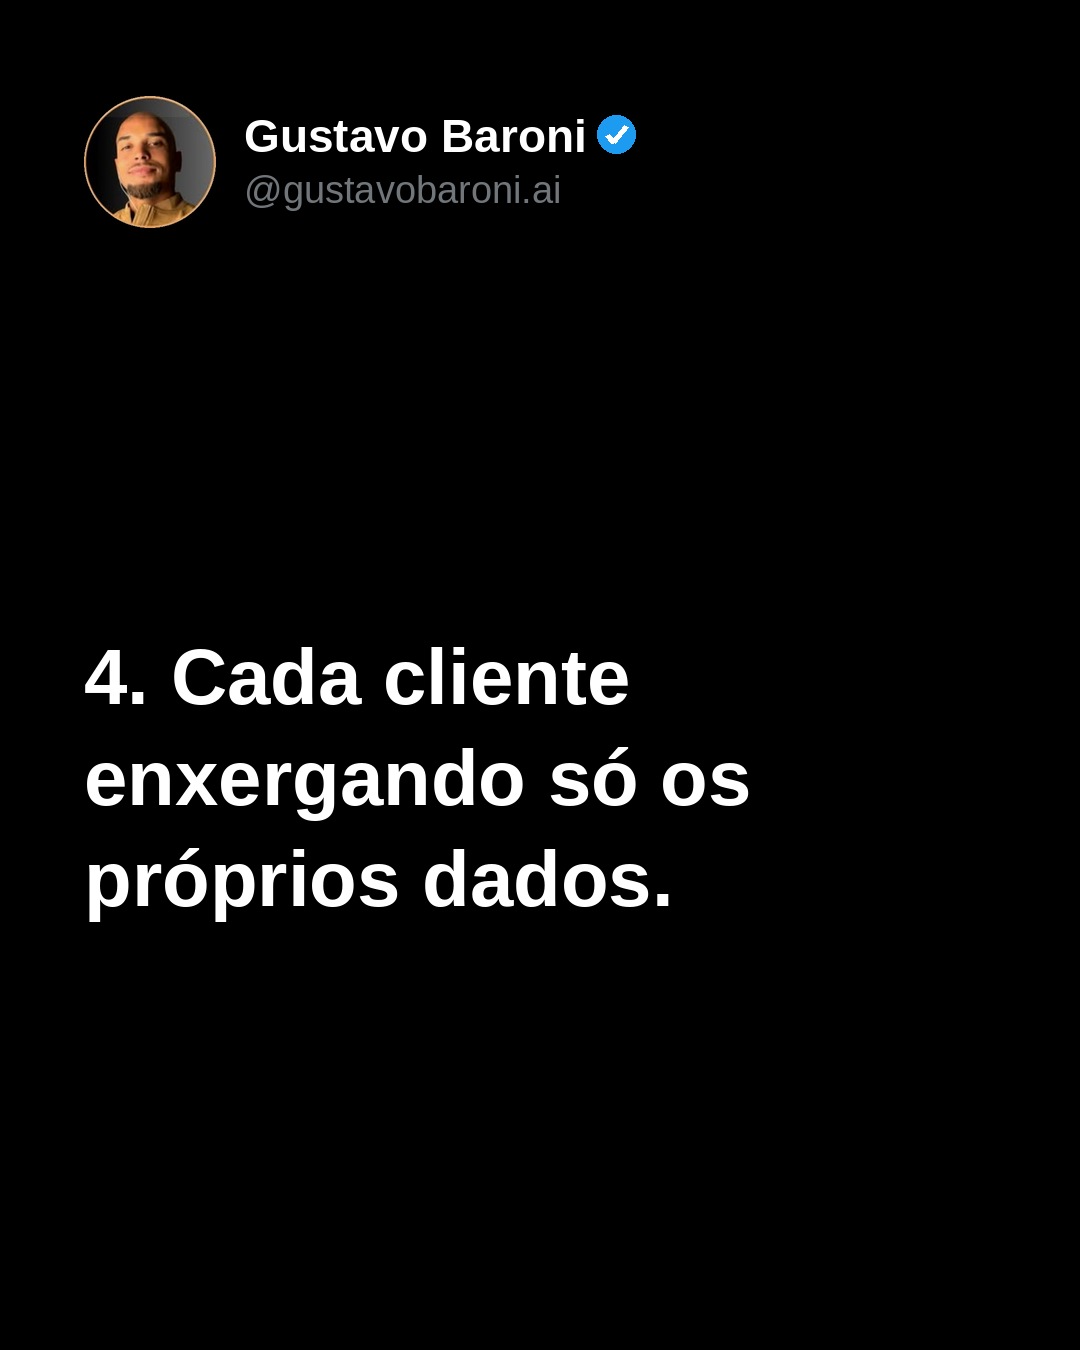 Gustavo Baroni
@gustavobaroni.ai
4. Cada cliente
enxergando só os
próprios dados.